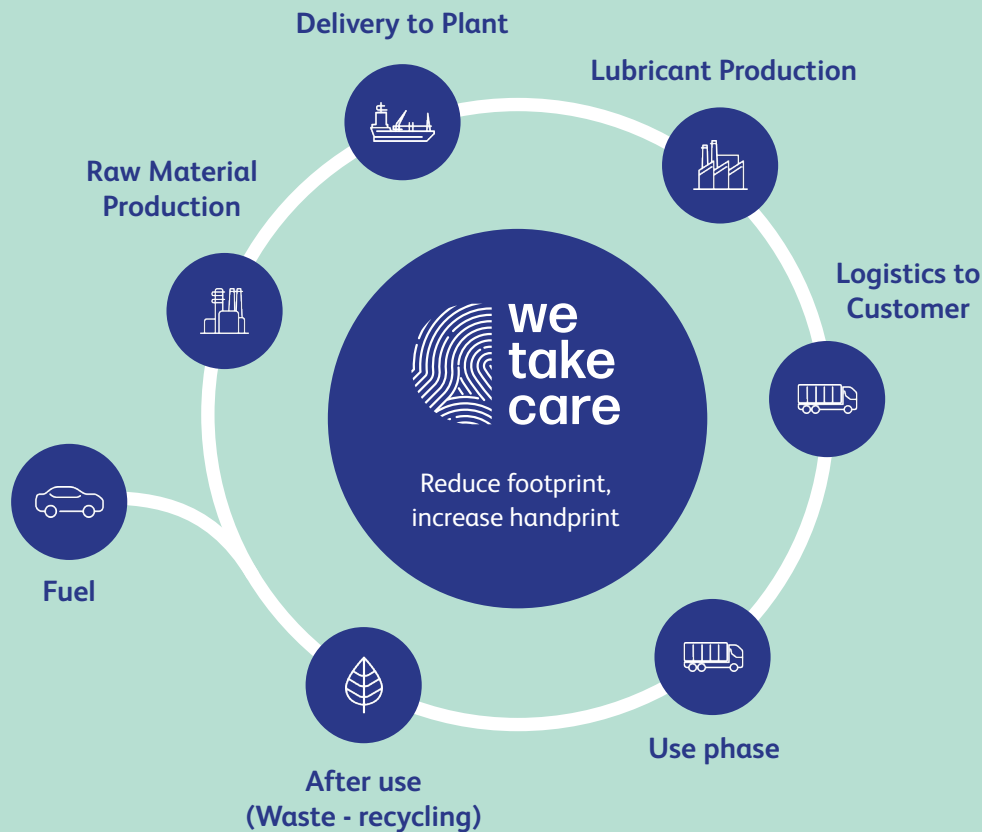 Delivery to Plant
Lubricant Production
Raw Material
Production
Logistics to
Customer
we
take
care
Reduce footprint,
increase handprint
Fuel
Use phase
After use
(Waste - recycling)